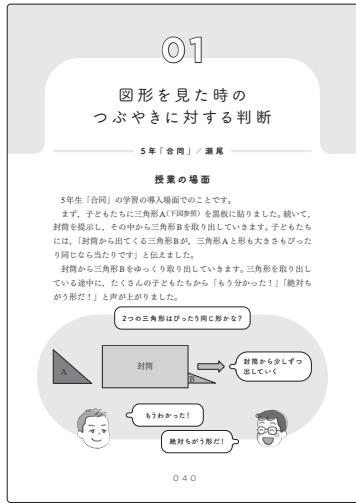 01
図形を見た時の
つぶやきに対する判断
5年「合同」／瀬尾
授業の場面
5年生「合同」の学習の導入場面でのことです。
まず，子どもたちに三角形A(下図参照) を黒板に貼りました。続いて，
封筒を提示し，その中から三角形Bを取り出していきます。子どもたち
には，「封筒から出てくる三角形Bが，三角形Aと形も大きさもぴった
り同じなら当たりです」と伝えました。
封筒から三角形Bをゆっくり取り出していきます。三角形を取り出し
ている途中に，たくさんの子どもたちから「もう分かった！」「絶対ち
がう形だ！」と声が上がりました。
2つの三角形はぴったり同じ形かな？
A
封筒
B
封筒から少しずつ
出していく
もうわかった！
絶対ちがう形だ！
040